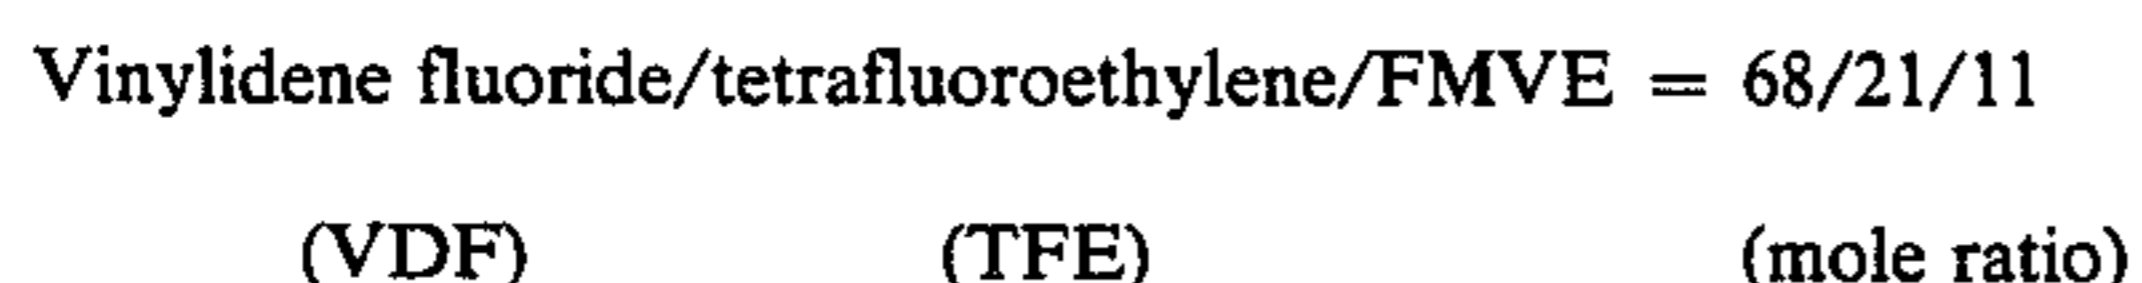 Vinylidene fluoride/tetrafluoroethylene/FMVE = 68/21/11
(VDF) (TFE) (mole ratio)